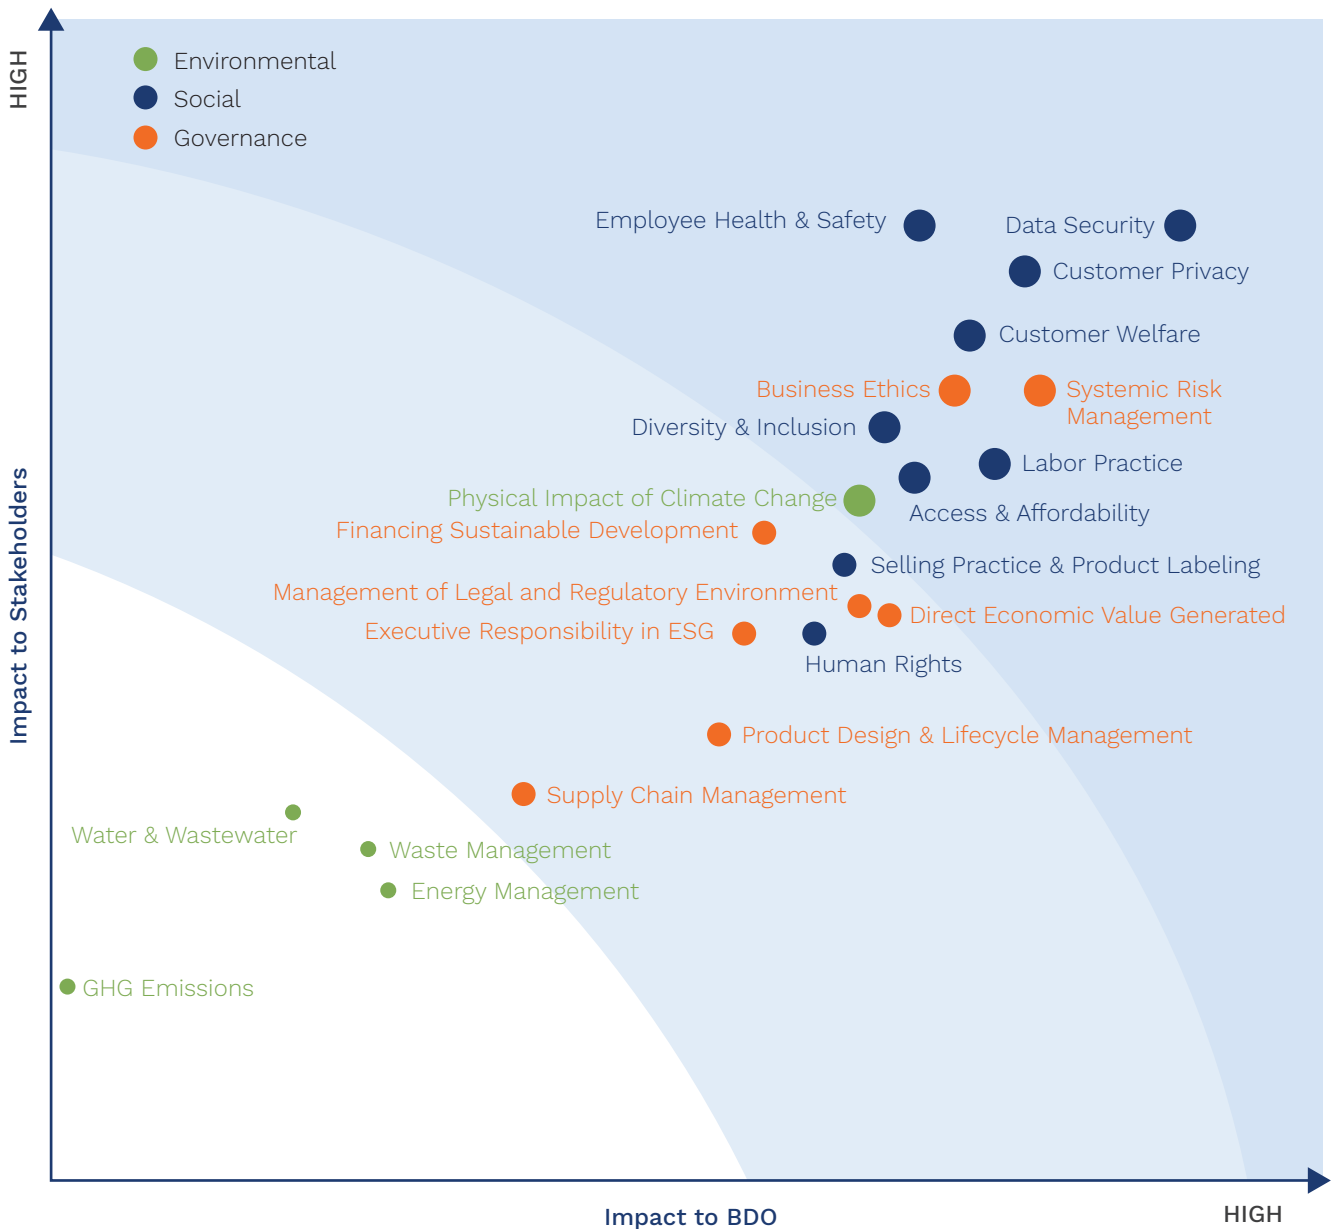 HIGH
Environmental
Social
Governance
Employee Health & Safety
Data Security
Customer Privacy
Customer Welfare
Business Ethics
Systemic Risk
Management
Diversity & Inclusion
Labor Practice
Physical Impact of Climate Change
Access & Affordability
Financing Sustainable Development
Selling Practice & Product Labeling
Management of Legal and Regulatory Environment
Direct Economic Value Generated
Executive Responsibility in ESG
Human Rights
Product Design & Lifecycle Management
Supply Chain Management
Water & Wastewater
Waste Management
Energy Management
GHG Emissions
Impact to Stakeholders
Impact to BDO
HIGH